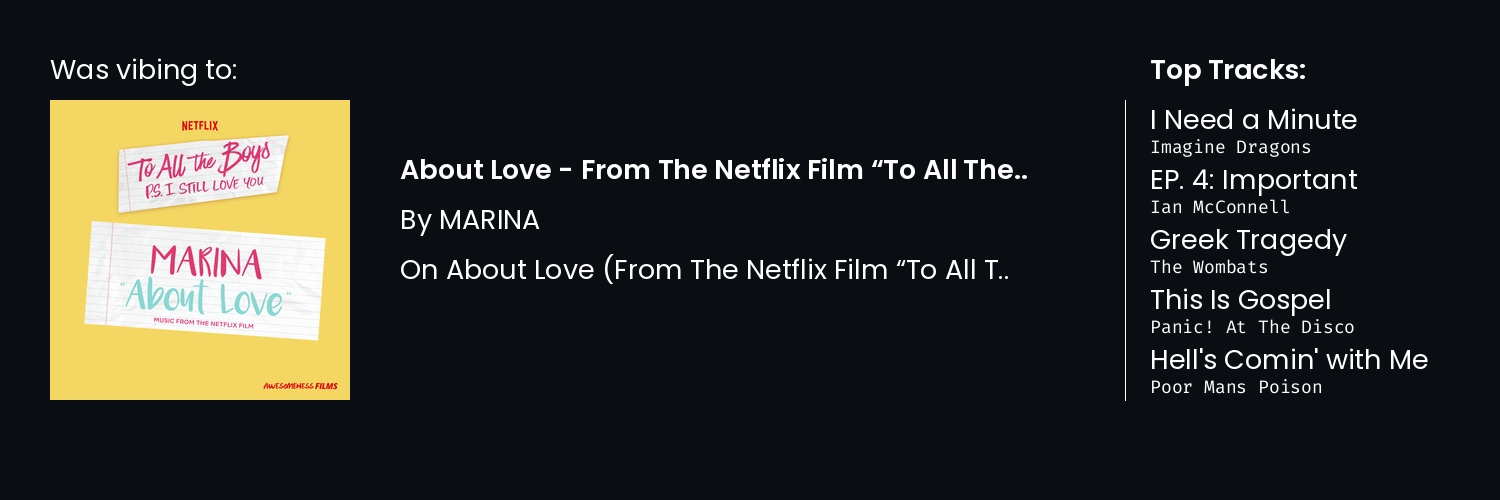 Was vibing to:
NETFLIX
To All the Boys
P.S. I STILL LOVE YOU
MARINA
"About Love"
MUSIC FROM THE NETFLIX FILM
AWESOMENESS FILMS
About Love - From The Netflix Film “To All The..
By MARINA
On About Love (From The Netflix Film “To All T..
Top Tracks:
I Need a Minute
Imagine Dragons
EP. 4: Important
Ian McConnell
Greek Tragedy
The Wombats
This Is Gospel
Panic! At The Disco
Hell's Comin' with Me
Poor Mans Poison